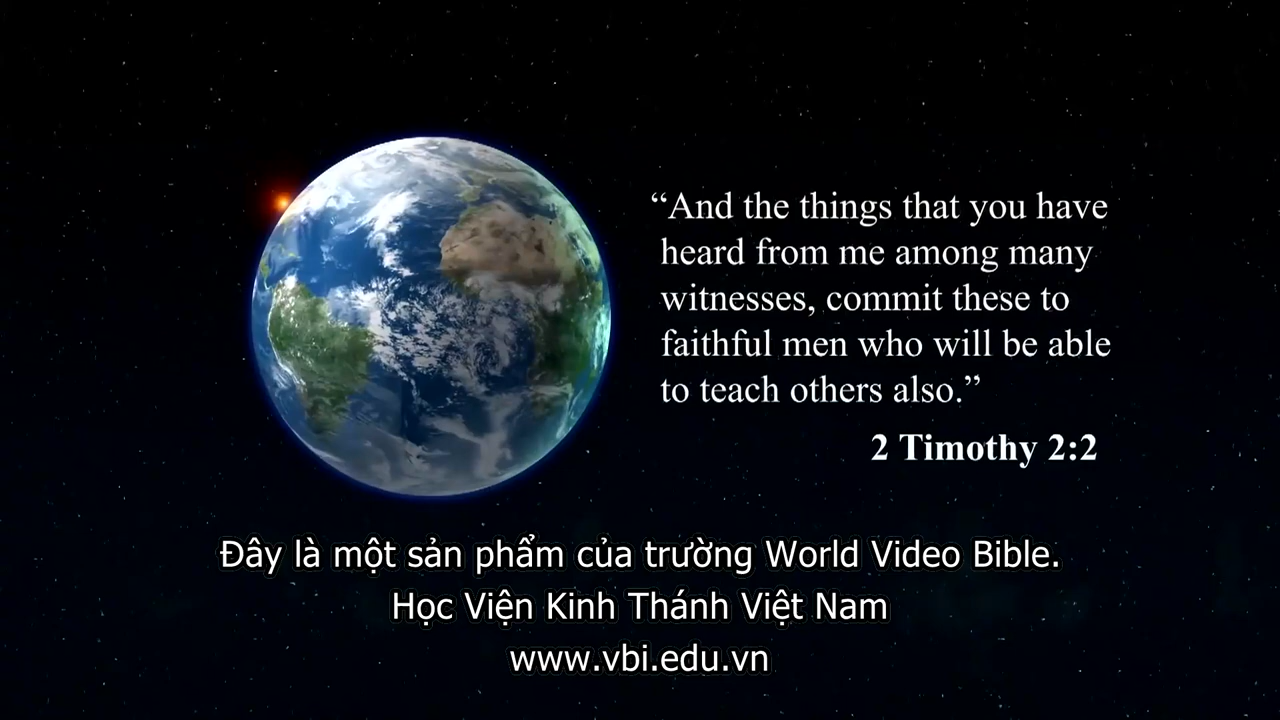 “And the things that you have
heard from me among many
witnesses, commit these to
faithful men who will be able
to teach others also.”
2 Timothy 2:2
Đây là một sản phẩm của trường World Video Bible.
Học Viện Kinh Thánh Việt Nam
www.vbi.edu.vn